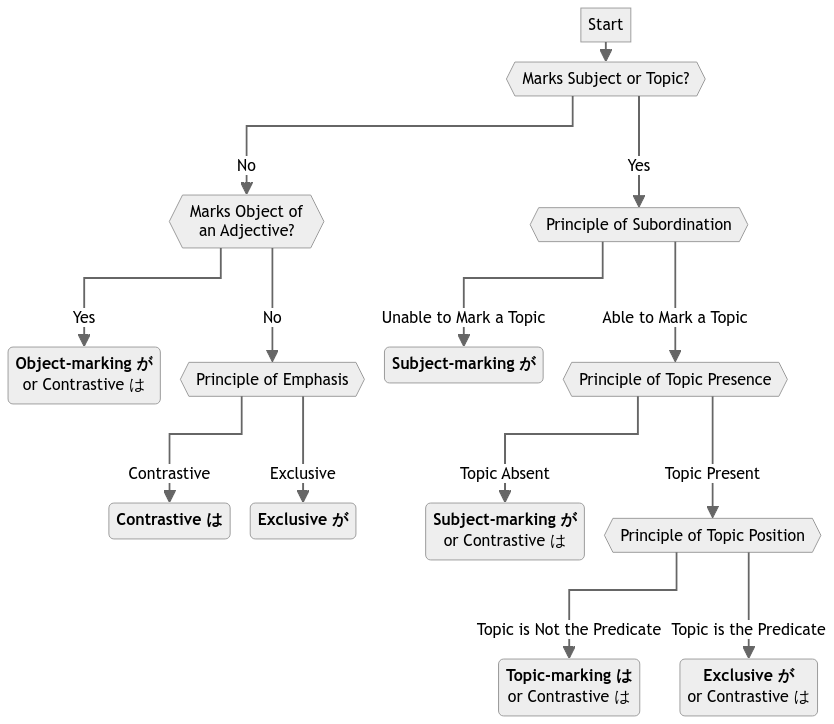 Start
Marks Subject or Topic?
No
Yes
Marks Object of
an Adjective?
Principle of Subordination
Yes
No
Unable to Mark a Topic
Able to Mark a Topic
Object-marking が
or Contrastive は
Principle of Emphasis
Subject-marking が
Principle of Topic Presence
Contrastive
Exclusive
Topic Absent
Topic Present
Contrastive は
Exclusive が
Subject-marking が
or Contrastive は
Principle of Topic Position
Topic is Not the Predicate
Topic is the Predicate
Topic-marking は
or Contrastive は
Exclusive が
or Contrastive は